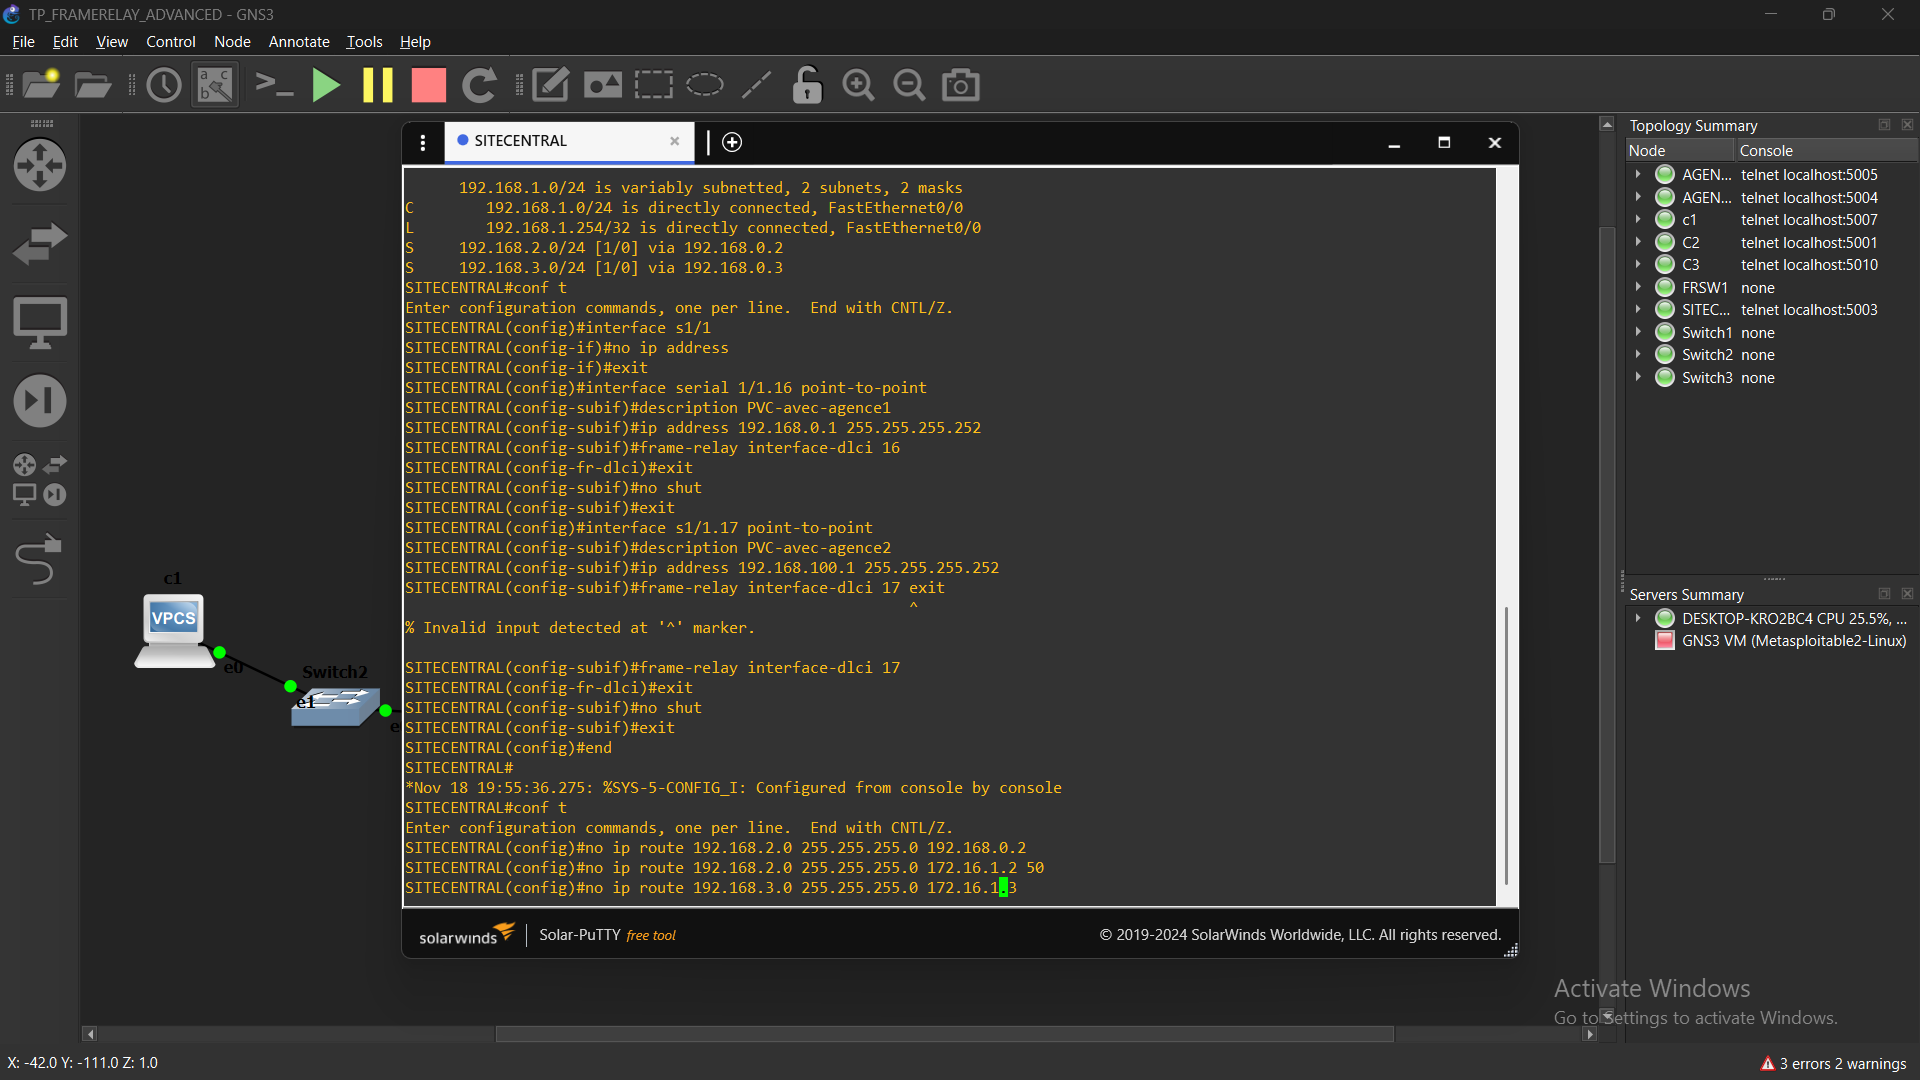 TP_FRAMERELAY_ADVANCED - GNS3
File Edit View Control Node Annotate Tools Help
SITECENTRAL
192.168.1.0/24 is variably subnetted, 2 subnets, 2 masks
C 192.168.1.0/24 is directly connected, FastEthernet0/0
L 192.168.1.254/32 is directly connected, FastEthernet0/0
S 192.168.2.0/24 [1/0] via 192.168.0.2
S 192.168.3.0/24 [1/0] via 192.168.0.3
SITECENTRAL#conf t
Enter configuration commands, one per line. End with CNTL/Z.
SITECENTRAL(config)#interface s1/1
SITECENTRAL(config-if)#no ip address
SITECENTRAL(config-if)#exit
SITECENTRAL(config)#interface serial 1/1.16 point-to-point
SITECENTRAL(config-subif)#description PVC-avec-agence1
SITECENTRAL(config-subif)#ip address 192.168.0.1 255.255.255.252
SITECENTRAL(config-subif)#frame-relay interface-dlci 16
SITECENTRAL(config-fr-dlci)#exit
SITECENTRAL(config-subif)#no shut
SITECENTRAL(config-subif)#exit
SITECENTRAL(config)#interface s1/1.17 point-to-point
SITECENTRAL(config-subif)#description PVC-avec-agence2
SITECENTRAL(config-subif)#ip address 192.168.100.1 255.255.255.252
SITECENTRAL(config-subif)#frame-relay interface-dlci 17 exit
^
% Invalid input detected at '^' marker.
SITECENTRAL(config-subif)#frame-relay interface-dlci 17
SITECENTRAL(config-fr-dlci)#exit
SITECENTRAL(config-subif)#no shut
SITECENTRAL(config-subif)#exit
SITECENTRAL(config)#end
SITECENTRAL#
*Nov 18 19:55:36.275: %SYS-5-CONFIG_I: Configured from console by console
SITECENTRAL#conf t
Enter configuration commands, one per line. End with CNTL/Z.
SITECENTRAL(config)#no ip route 192.168.2.0 255.255.255.0 192.168.0.2
SITECENTRAL(config)#no ip route 192.168.2.0 255.255.255.0 172.16.1.2 50
SITECENTRAL(config)#no ip route 192.168.3.0 255.255.255.0 172.16.1.3
solarwinds Solar-PuTTY free tool © 2019-2024 SolarWinds Worldwide, LLC. All rights reserved.
c1
VPCS
e0
Switch2
e1
Topology Summary
Node Console
AGEN... telnet localhost:5005
AGEN... telnet localhost:5004
c1 telnet localhost:5007
C2 telnet localhost:5001
C3 telnet localhost:5010
FRSW1 none
SITEC... telnet localhost:5003
Switch1 none
Switch2 none
Switch3 none
Servers Summary
DESKTOP-KRO2BC4 CPU 25.5%, ...
GNS3 VM (Metasploitable2-Linux)
Activate Windows
Go to Settings to activate Windows.
X: -42.0 Y: -111.0 Z: 1.0
3 errors 2 warnings